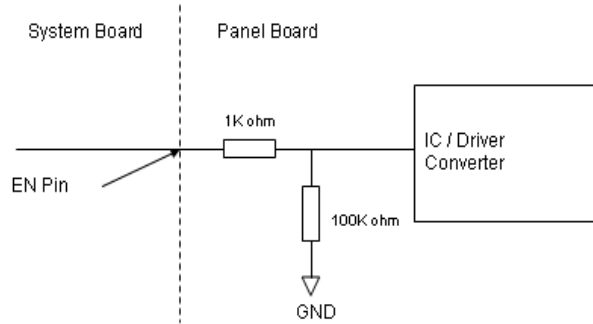 System Board
Panel Board
1K ohm
IC / Driver
Converter
EN Pin
100K ohm
GND